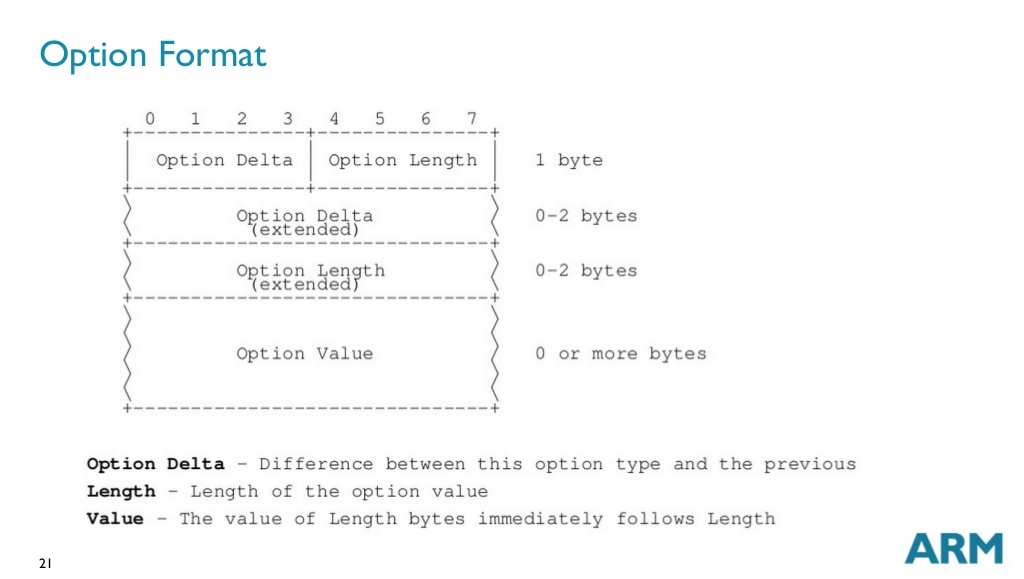 Option Format
0 1 2 3 4 5 6 7
Option Delta Option Length 1 byte
Option Delta 0-2 bytes
(extended)
Option Length 0-2 bytes
(extended)
Option Value 0 or more bytes
Option Delta – Difference between this option type and the previous
Length – Length of the option value
Value – The value of Length bytes immediately follows Length
21
ARM